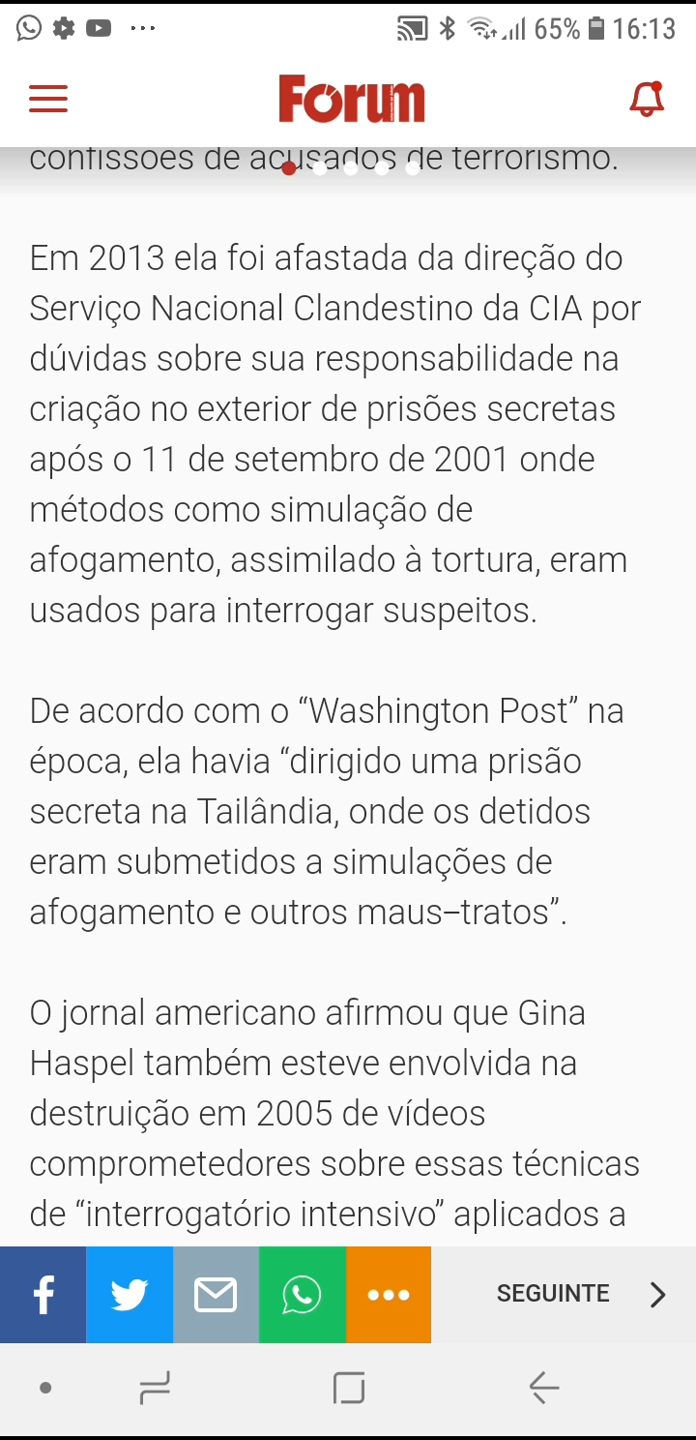 65% 16:13
Forum
confissões de acusados de terrorismo.
Em 2013 ela foi afastada da direção do
Serviço Nacional Clandestino da CIA por
dúvidas sobre sua responsabilidade na
criação no exterior de prisões secretas
após o 11 de setembro de 2001 onde
métodos como simulação de
afogamento, assimilado à tortura, eram
usados para interrogar suspeitos.
De acordo com o “Washington Post” na
época, ela havia “dirigido uma prisão
secreta na Tailândia, onde os detidos
eram submetidos a simulações de
afogamento e outros maus–tratos”.
O jornal americano afirmou que Gina
Haspel também esteve envolvida na
destruição em 2005 de vídeos
comprometedores sobre essas técnicas
de “interrogatório intensivo” aplicados a
SEGUINTE